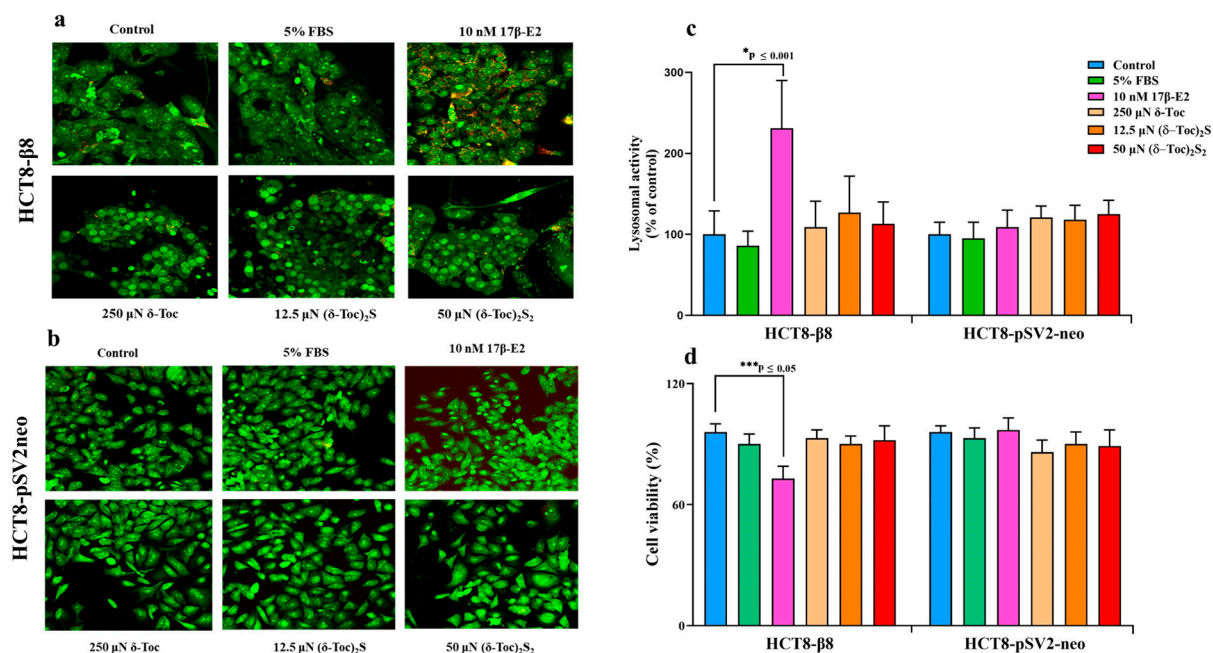 a
Control
5% FBS
10 nM 17β-E2
HCT8-β8
250 μN δ-Toc
12.5 μN (δ-Toc)₂S
50 μN (δ-Toc)₂S₂
b
Control
5% FBS
10 nM 17β-E2
HCT8-pSV2neo
250 μN δ-Toc
12.5 μN (δ-Toc)₂S
50 μN (δ-Toc)₂S₂
c
*p ≤ 0.001
Control
5% FBS
10 nM 17β-E2
250 μN δ-Toc
12.5 μN (δ–Toc)₂S
50 μN (δ–Toc)₂S₂
Lysosomal activity
(% of control)
300
200
100
0
HCT8-β8
HCT8-pSV2-neo
d
***p ≤ 0.05
Cell viability (%)
120
60
0
HCT8-β8
HCT8-pSV2-neo